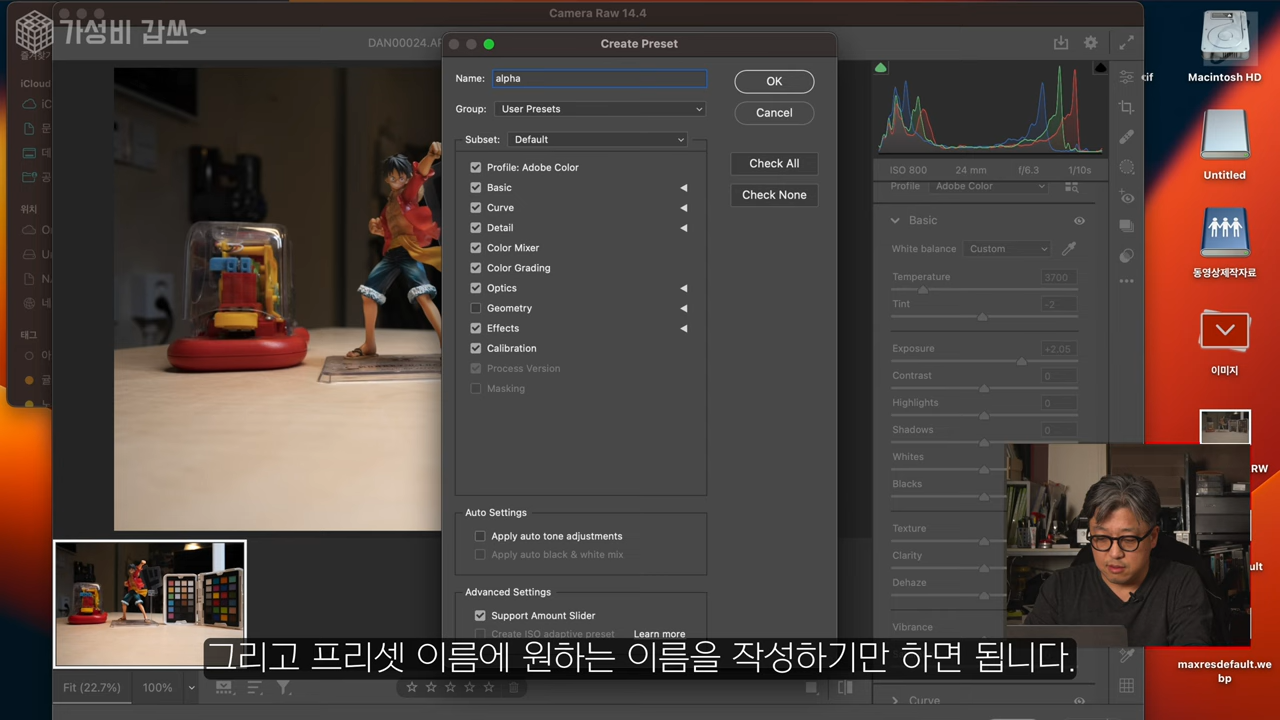 가성비 갑쓰~
Camera Raw 14.4
DAN00024.AR
Create Preset
Name: alpha
OK
Group: User Presets
Cancel
Subset: Default
Check All
Check None
Profile: Adobe Color
Basic
Curve
Detail
Color Mixer
Color Grading
Optics
Geometry
Effects
Calibration
Process Version
Masking
Auto Settings
Apply auto tone adjustments
Apply auto black & white mix
Advanced Settings
Support Amount Slider
Create ISO adaptive preset Learn more
iCloud
위치
태그
ISO 800 24 mm f/6.3 1/10s
Profile Adobe Color
Basic
White balance Custom
Temperature 3700
Tint -2
Exposure +2.05
Contrast 0
Highlights 0
Shadows 0
Whites
Blacks
Texture
Clarity
Dehaze
Vibrance
Curve
Macintosh HD
Untitled
동영상제작자료
이미지
RW
maxresdefault.we
bp
그리고 프리셋 이름에 원하는 이름을 작성하기만 하면 됩니다.
Fit (22.7%) 100%